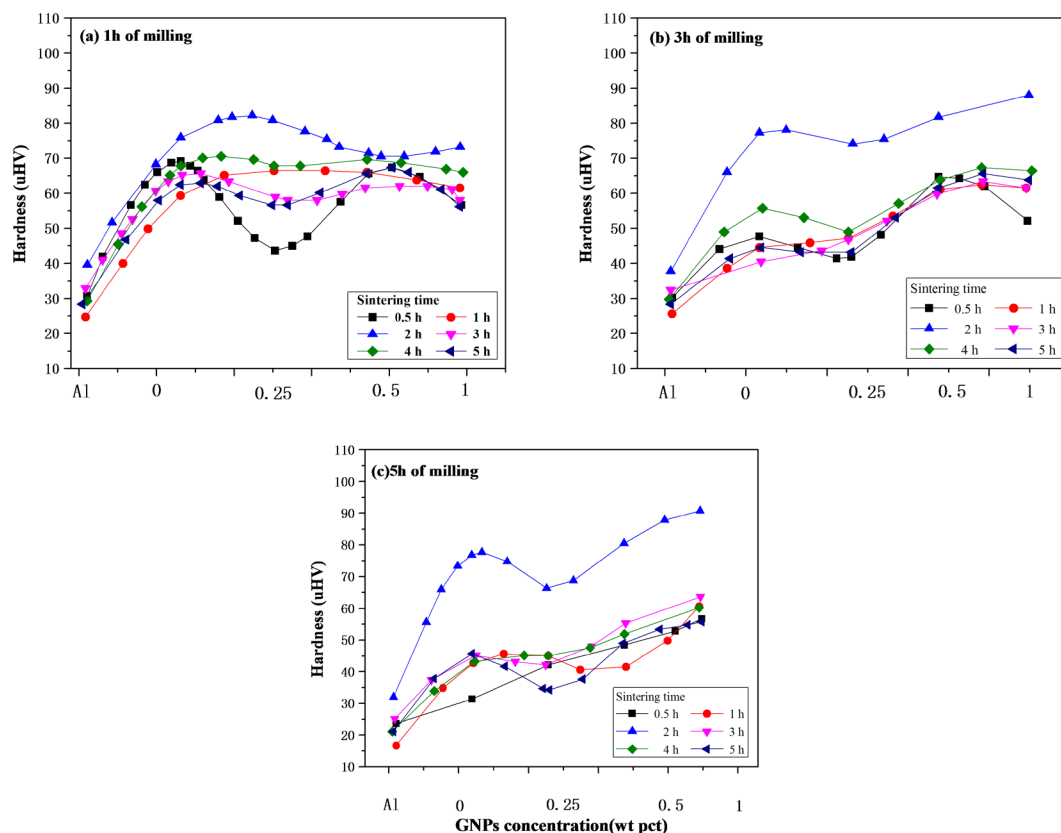 (a) 1h of milling
Hardness (uHV)
110
100
90
80
70
60
50
40
30
20
10
Sintering time
0.5 h 1 h
2 h 3 h
4 h 5 h
Al 0 0.25 0.5 1
(b) 3h of milling
Hardness (uHV)
110
100
90
80
70
60
50
40
30
20
10
Sintering time
0.5 h 1 h
2 h 3 h
4 h 5 h
Al 0 0.25 0.5 1
(c)5h of milling
Hardness (uHV)
110
100
90
80
70
60
50
40
30
20
10
Sintering time
0.5 h 1 h
2 h 3 h
4 h 5 h
Al 0 0.25 0.5 1
GNPs concentration(wt pct)